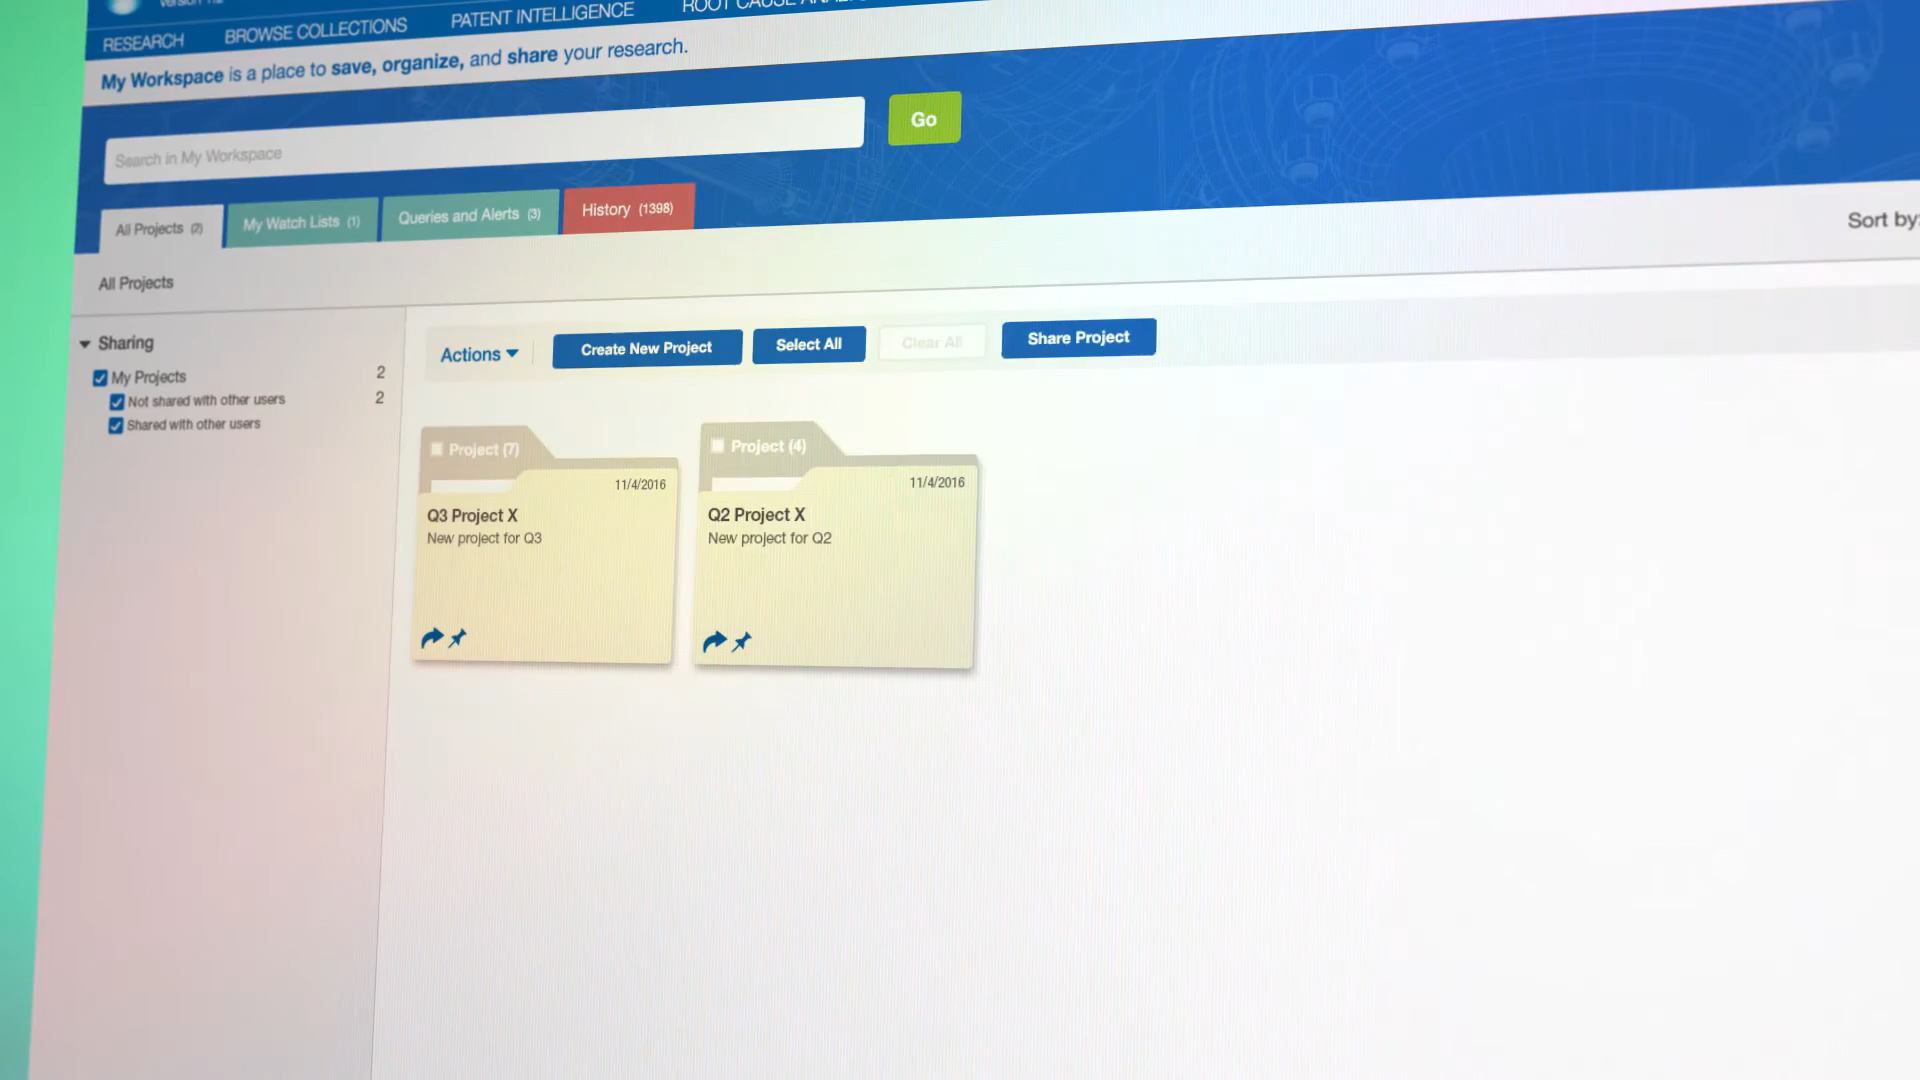 RESEARCH BROWSE COLLECTIONS PATENT INTELLIGENCE ROOT CAUSE
My Workspace is a place to save, organize, and share your research.
Search in My Workspace
Go
All Projects (2) My Watch Lists (1) Queries and Alerts (3) History (1398)
All Projects
Sort by:
Sharing
My Projects 2
Not shared with other users 2
Shared with other users
Actions Create New Project Select All Clear All Share Project
Project (7)
11/4/2016
Q3 Project X
New project for Q3
Project (4)
11/4/2016
Q2 Project X
New project for Q2